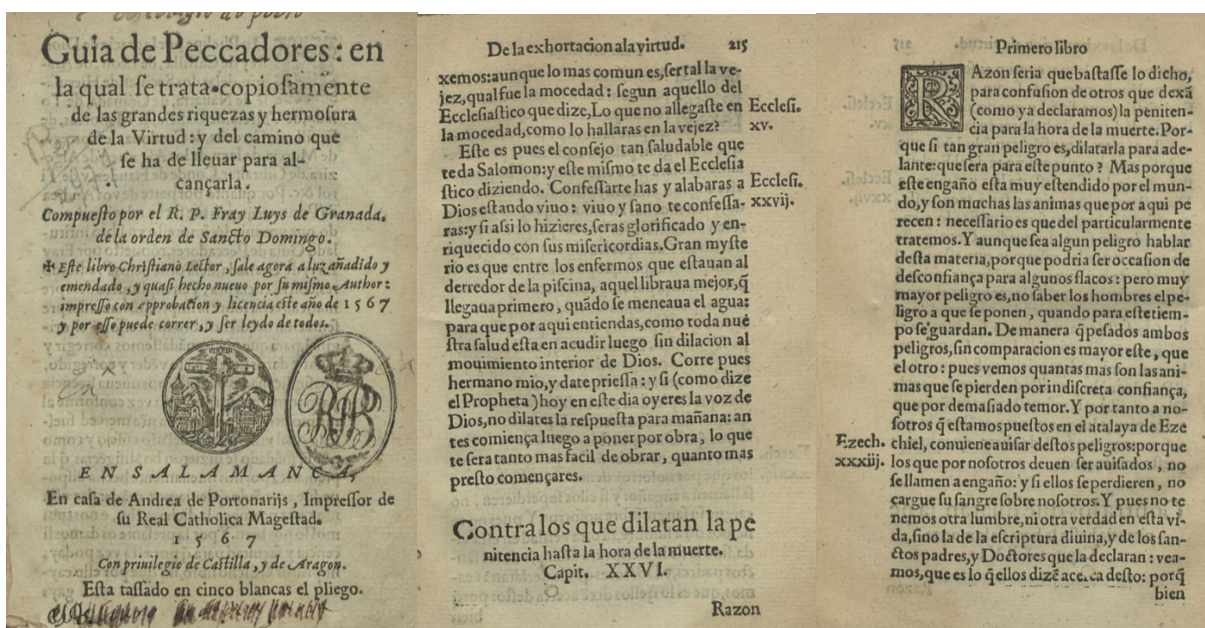 Guia de Peccadores: en
la qual se trata copiosamente
de las grandes riquezas y hermosura
de la Virtud: y del camino que
se ha de lleuar para al-
cançarla.
Compuesto por el R. P. Fray Luys de Granada,
de la orden de Sancto Domingo.
✠ Este libro Christiano Lector, sale agora a luz añadido y
emendado, y quasi hecho nueuo por su mismo Author:
impresso con approbation y licencia este año de 1567
y por esso puede correr, y ser leydo de todos.
EN SALAMANCA,
En casa de Andrea de Portonarijs, Impressor de
su Real Catholica Magestad.
1567
Con priuilegio de Castilla, y de Aragon.
Esta tassado en cinco blancas el pliego.
De la exhortacion a la virtud. 215
xemos: aunque lo mas comun es, ser tal la ve-
jez, qual fue la mocedad: segun aquello del
Ecclesiastico que dize, Lo que no allegaste en Ecclesi.
la mocedad, como lo hallaras en la vejez? xv.
Este es pues el consejo tan saludable que
te da Salomon: y este mismo te da el Ecclesia
stico diziendo. Confessarte has y alabaras a Ecclesi.
Dios estando viuo: viuo y sano te confessa- xxvij.
ras: y si assi lo hizieres, seras glorificado y en-
riquecido con sus misericordias. Gran myste
rio es que entre los enfermos que estauan al
derredor de la piscina, aquel libraua mejor, q̃
llegaua primero, quãdo se meneaua el agua:
para que por aqui entiendas, como toda nue
stra salud esta en acudir luego sin dilacion al
mouimiento interior de Dios. Corre pues
hermano mio, y date priessa: y si (como dize
el Propheta) hoy en este dia oyeres la voz de
Dios, no dilates la respuesta para mañana: an
tes comiença luego a poner por obra, lo que
te sera tanto mas facil de obrar, quanto mas
presto començares.
Contra los que dilatan la pe
nitencia hasta la hora de la muerte.
Capit. XXVI.
Razon
Primero libro
RAzon seria que bastasse lo dicho,
para confusion de otros que dexã
(como ya declaramos) la peniten-
cia para la hora de la muerte. Por-
que si tan gran peligro es, dilatarla para ade-
lante: que sera para este punto? Mas porque
este engaño esta muy estendido por el mun-
do, y son muchas las animas que por aqui pe
recen: necessario es que del particularmente
tratemos. Y aunque sea algun peligro hablar
desta materia, porque podria ser occasion de
desconfiança para algunos flacos: pero muy
mayor peligro es, no saber los hombres el pe-
ligro a que se ponen, quando para este tiem-
po se guardan. De manera q̃ pesados ambos
peligros, sin comparacion es mayor este, que
el otro: pues vemos quantas mas son las ani-
mas que se pierden por indiscreta confiança,
que por demasiado temor. Y por tanto a no-
sotros q̃ estamos puestos en el atalaya de Eze
Ezech. chiel, conuiene auisar destos peligros: porque
xxxiij. los que por nosotros deuen ser auisados, no
se llamen a engaño: y si ellos se perdieren, no
cargue su sangre sobre nosotros. Y pues no te
nemos otra lumbre, ni otra verdad en esta vi-
da, sino la de la escriptura diuina, y de los san-
ctos padres, y Doctores que la declaran: vea-
mos, que es lo q̃ ellos dizẽ acerca desto: porq̃
bien